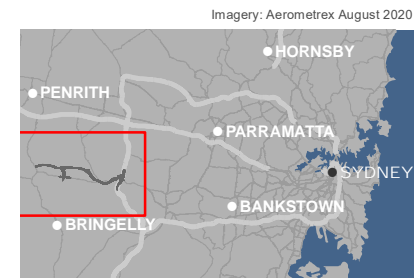 Imagery: Aerometrex August 2020
HORNSBY
PENRITH
PARRAMATTA
SYDNEY
BANKSTOWN
BRINGELLY